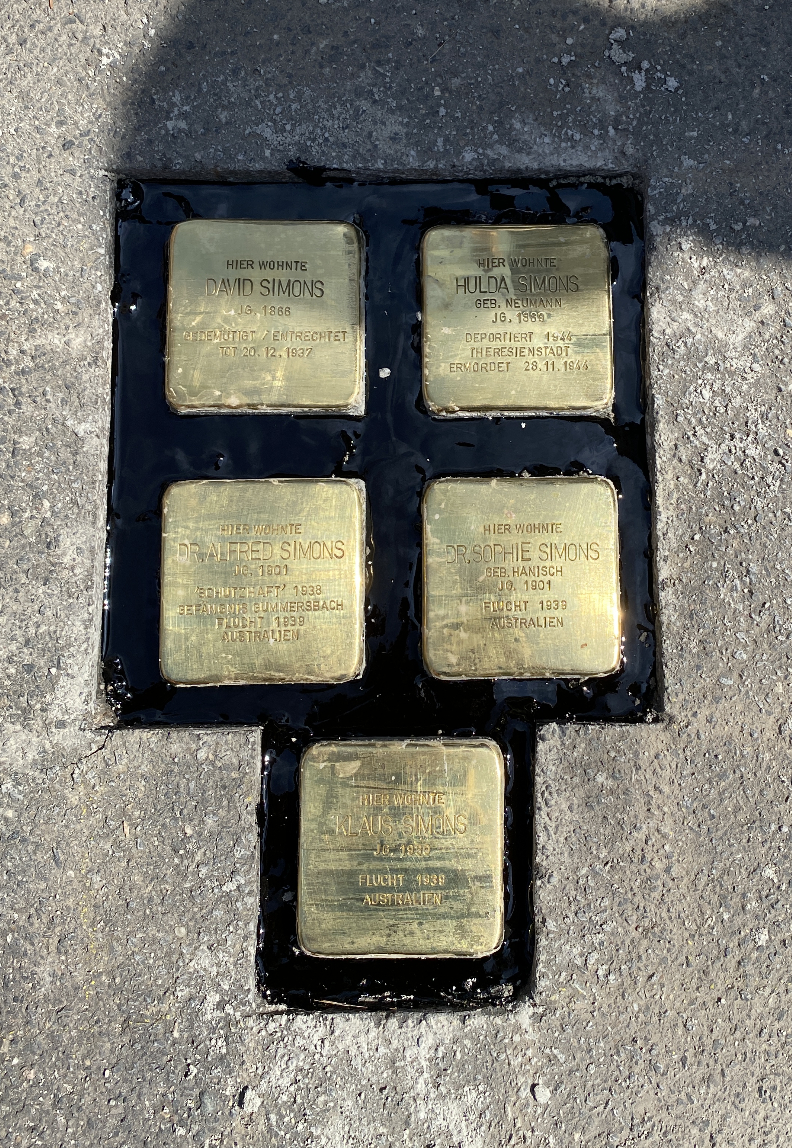 HIER WOHNTE
DAVID SIMONS
JG. 1866
GEDEMÜTIGT / ENTRECHTET
TOT 20.12.1937
HIER WOHNTE
HULDA SIMONS
GEB. NEUMANN
JG. 1869
DEPORTIERT 1944
THERESIENSTADT
ERMORDET 28.11.1944
HIER WOHNTE
DR. ALFRED SIMONS
JG. 1901
'SCHUTZHAFT' 1938
GEFÄNGNIS GUMMERSBACH
FLUCHT 1939
AUSTRALIEN
HIER WOHNTE
DR. SOPHIE SIMONS
GEB. HANISCH
JG. 1901
FLUCHT 1939
AUSTRALIEN
HIER WOHNTE
KLAUS SIMONS
JG.
FLUCHT 1939
AUSTRALIEN